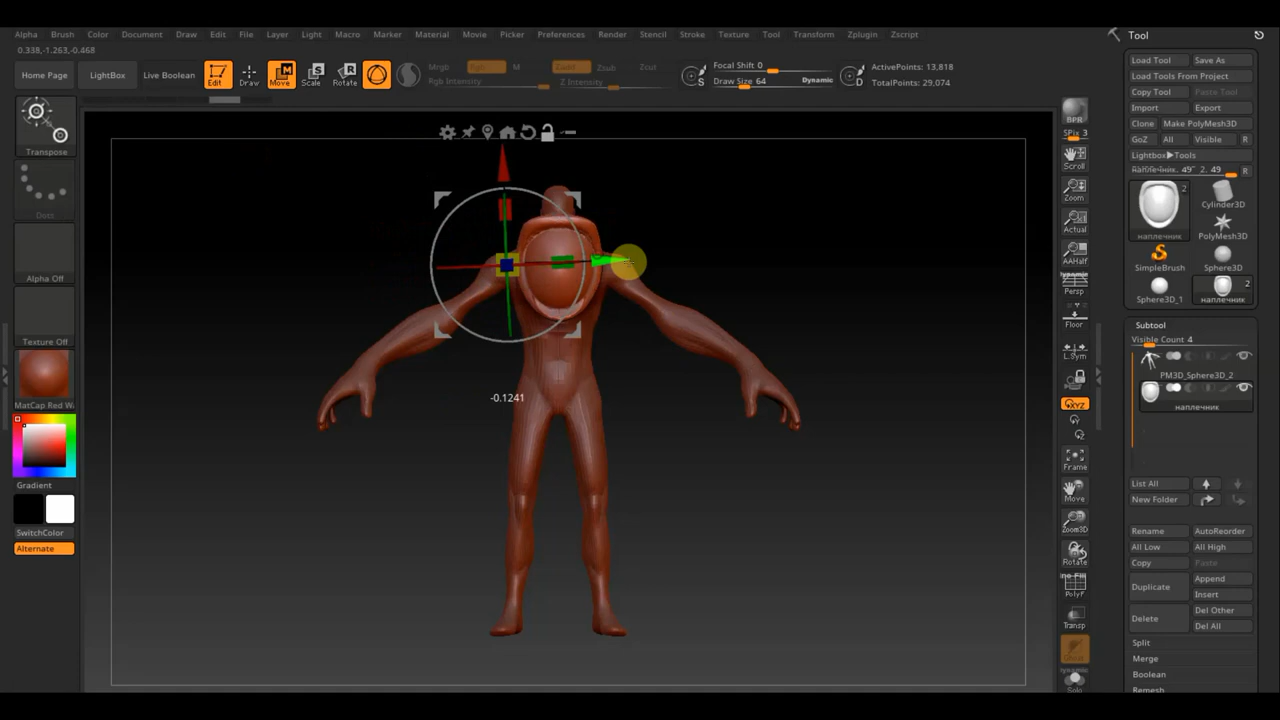 Alpha Brush Color Document Draw Edit File Layer Light Macro Marker Material Movie Picker Preferences Render Stencil Stroke Texture Tool Transform Zplugin Zscript
Tool
0.338,-1.263,-0.468
Home Page
LightBox
Live Boolean
Edit
Draw
Move
Scale
Rotate
Mrgb
Rgb
M
Rgb Intensity
Zadd
Zsub
Zcut
Z Intensity
S
Focal Shift 0
Draw Size 64
Dynamic
D
ActivePoints: 13,818
TotalPoints: 29,074
Transpose
Dots
Alpha Off
Texture Off
MatCap Red W
Gradient
SwitchColor
Alternate
-0.1241
BPR
SPix 3
Scroll
Zoom
Actual
AAHalf
Dynamic
Persp
Floor
L.Sym
XYZ
Frame
Move
Zoom3D
Rotate
Line Fill
PolyF
Transp
Ghost
Dynamic
Solo
Load Tool
Save As
Load Tools From Project
Copy Tool
Paste Tool
Import
Export
Clone
Make PolyMesh3D
GoZ
All
Visible
R
Lightbox▶Tools
наплечник. 49
R
2
наплечник
Cylinder3D
PolyMesh3D
SimpleBrush
Sphere3D
Sphere3D_1
2
наплечник
Subtool
Visible Count 4
PM3D_Sphere3D_2
наплечник
List All
New Folder
Rename
AutoReorder
All Low
All High
Copy
Paste
Duplicate
Append
Insert
Delete
Del Other
Del All
Split
Merge
Boolean
Remesh